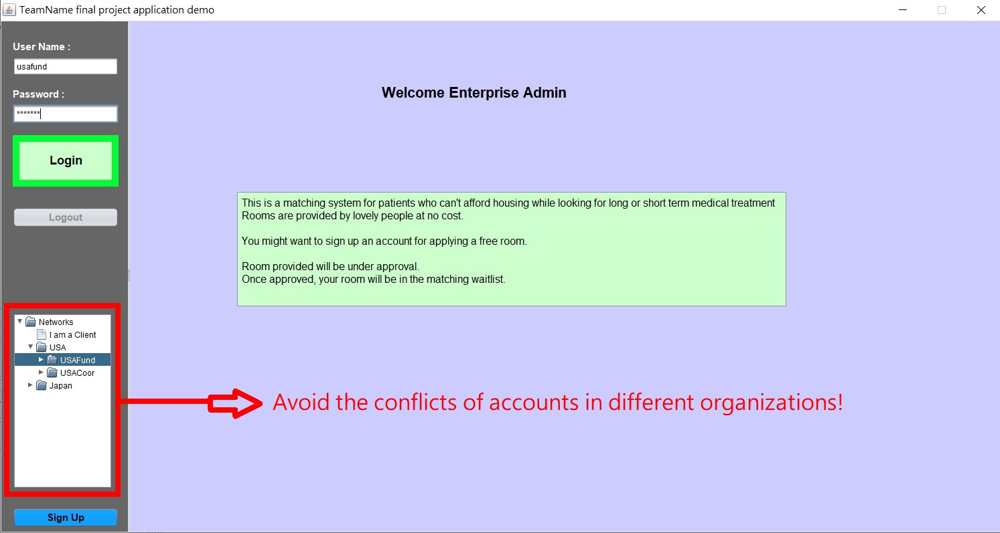 TeamName final project application demo
User Name :
usafund
Password :
*******
Login
Logout
Networks
I am a Client
USA
USAFund
USACoor
Japan
Sign Up
Welcome Enterprise Admin
This is a matching system for patients who can't afford housing while looking for long or short term medical treatment
Rooms are provided by lovely people at no cost.
You might want to sign up an account for applying a free room.
Room provided will be under approval.
Once approved, your room will be in the matching waitlist.
Avoid the conflicts of accounts in different organizations!